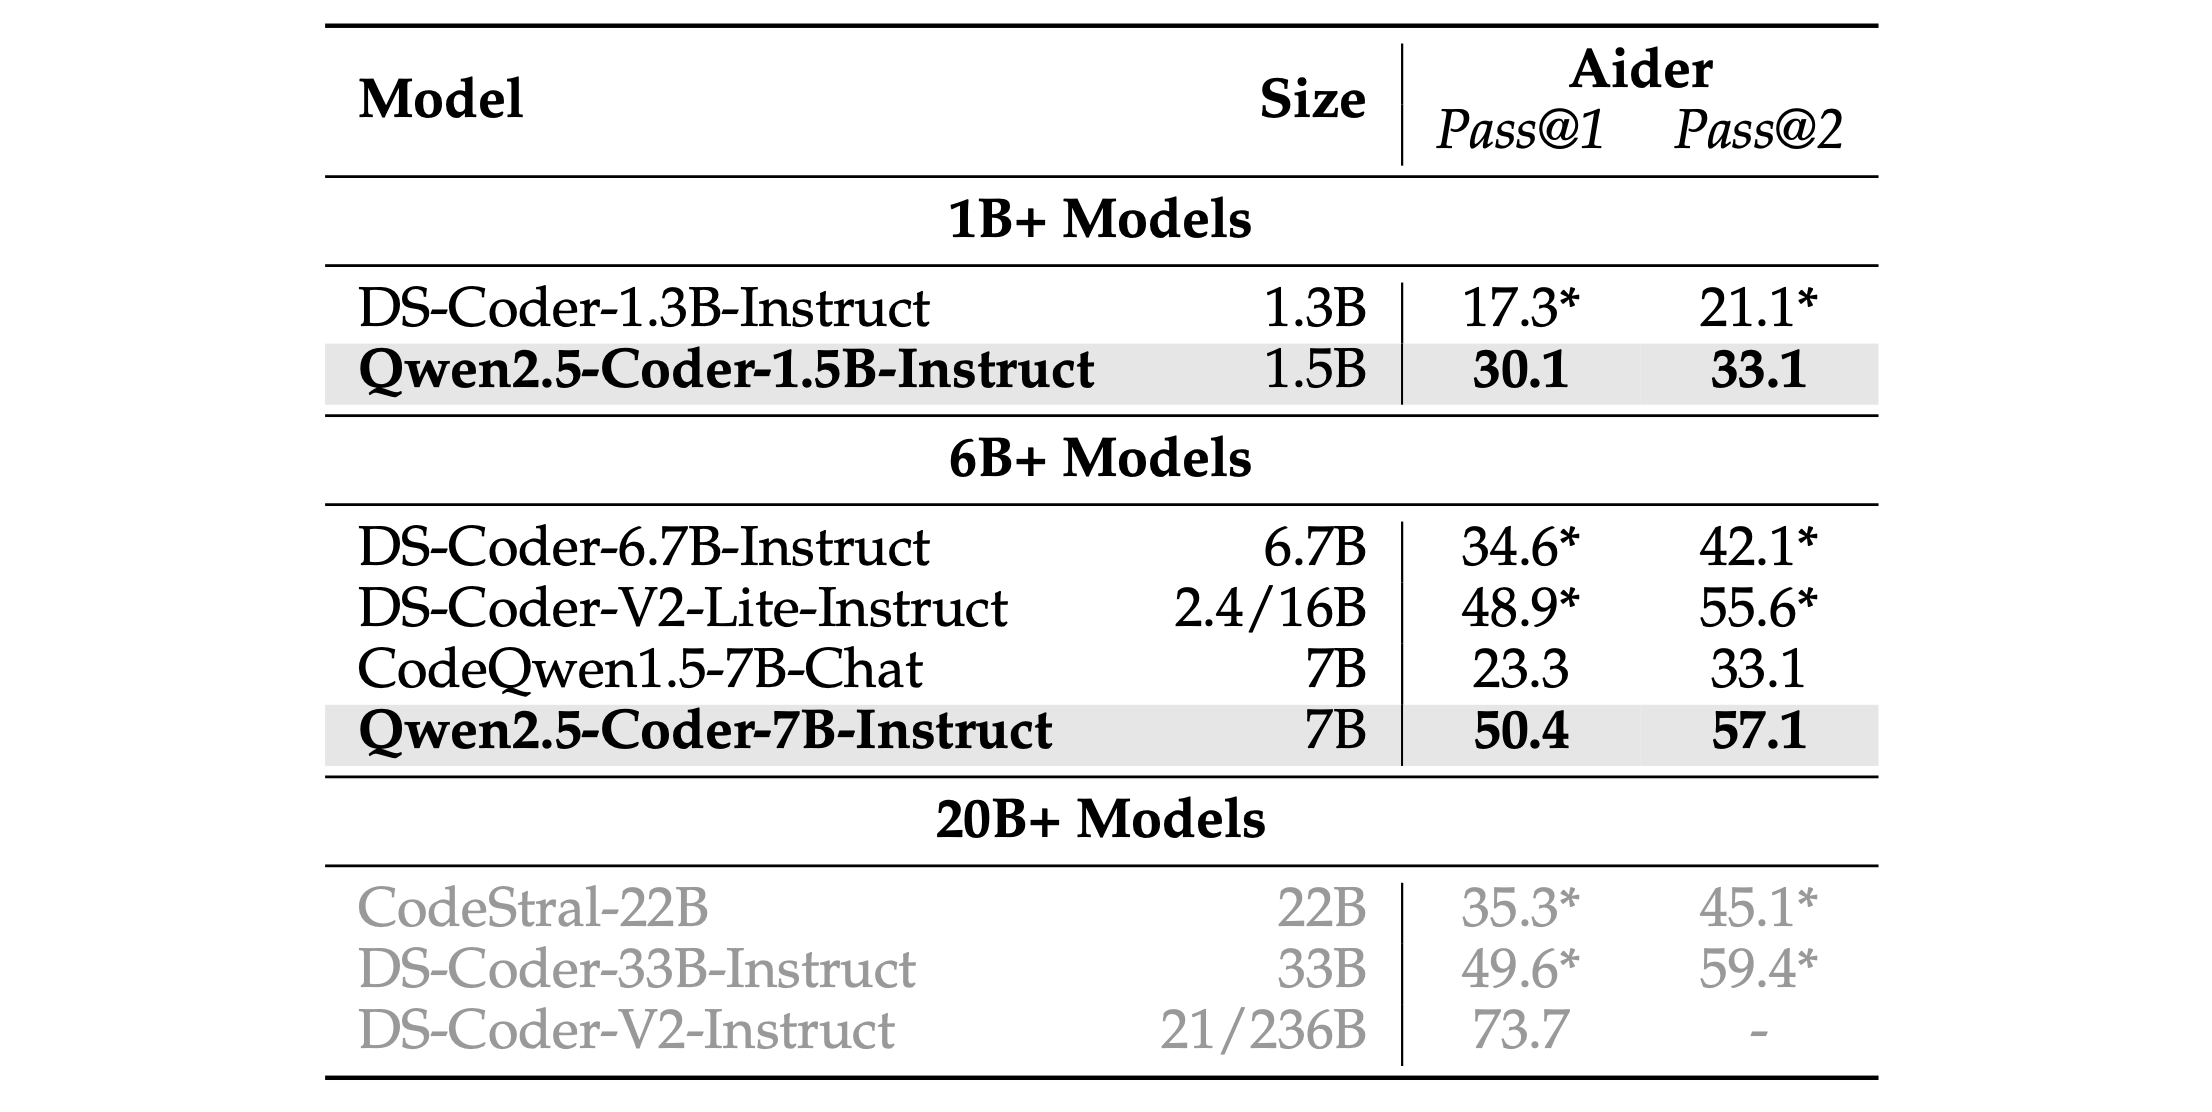 Model Size Aider
Pass@1 Pass@2
1B+ Models
DS-Coder-1.3B-Instruct 1.3B 17.3* 21.1*
Qwen2.5-Coder-1.5B-Instruct 1.5B 30.1 33.1
6B+ Models
DS-Coder-6.7B-Instruct 6.7B 34.6* 42.1*
DS-Coder-V2-Lite-Instruct 2.4/16B 48.9* 55.6*
CodeQwen1.5-7B-Chat 7B 23.3 33.1
Qwen2.5-Coder-7B-Instruct 7B 50.4 57.1
20B+ Models
CodeStral-22B 22B 35.3* 45.1*
DS-Coder-33B-Instruct 33B 49.6* 59.4*
DS-Coder-V2-Instruct 21/236B 73.7 -